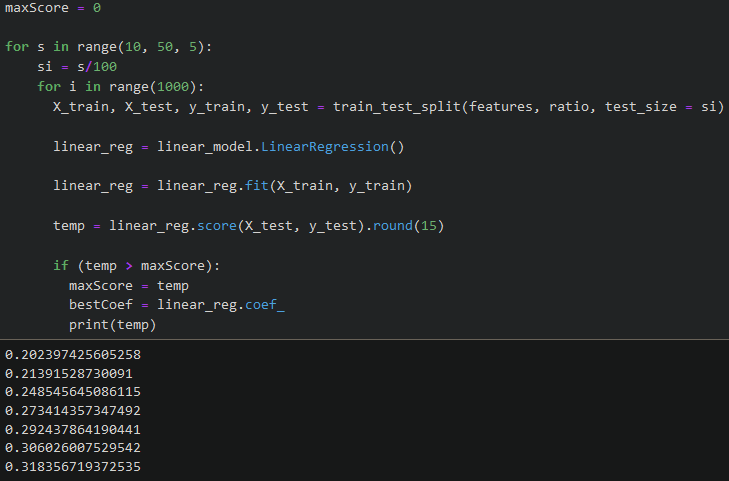 maxScore = 0
for s in range(10, 50, 5):
si = s/100
for i in range(1000):
X_train, X_test, y_train, y_test = train_test_split(features, ratio, test_size = si)
linear_reg = linear_model.LinearRegression()
linear_reg = linear_reg.fit(X_train, y_train)
temp = linear_reg.score(X_test, y_test).round(15)
if (temp > maxScore):
maxScore = temp
bestCoef = linear_reg.coef_
print(temp)
0.202397425605258
0.21391528730091
0.248545645086115
0.273414357347492
0.292437864190441
0.306026007529542
0.318356719372535